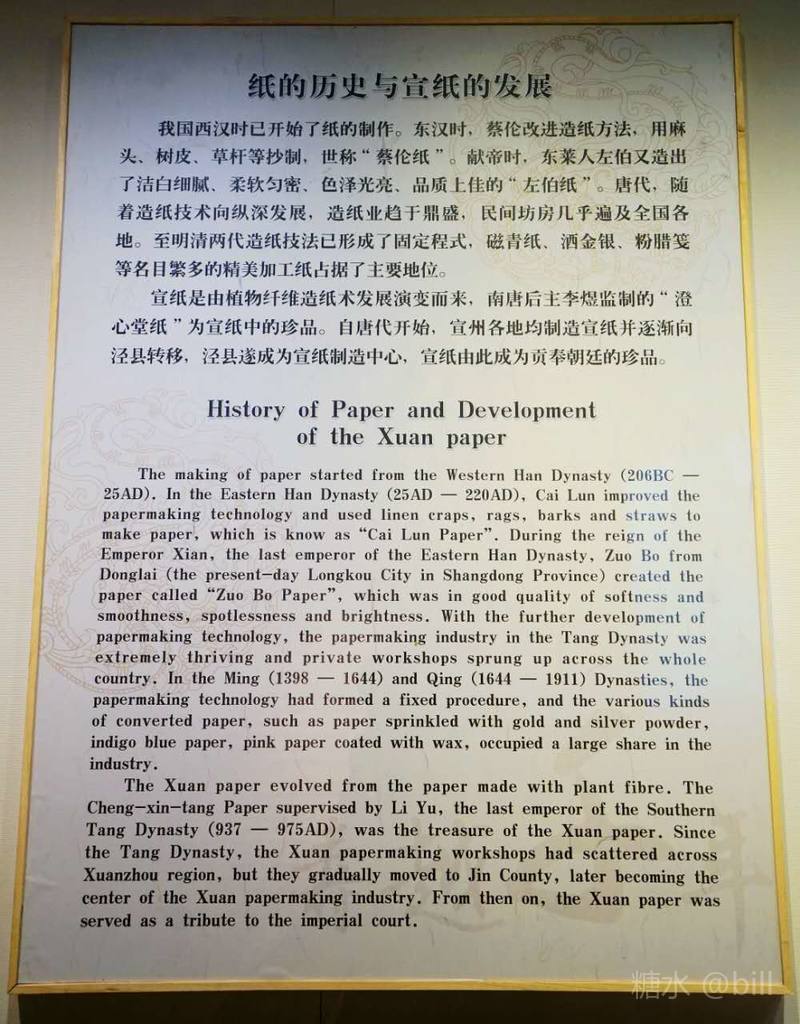 纸的历史与宣纸的发展
我国西汉时已开始了纸的制作。东汉时，蔡伦改进造纸方法，用麻
头、树皮、草杆等抄制，世称“蔡伦纸”。献帝时，东莱人左伯又造出
了洁白细腻、柔软匀密、色泽光亮、品质上佳的“左伯纸”。唐代，随
着造纸技术向纵深发展，造纸业趋于鼎盛，民间坊房几乎遍及全国各
地。至明清两代造纸技法已形成了固定程式，磁青纸、洒金银、粉腊笺
等名目繁多的精美加工纸占据了主要地位。
宣纸是由植物纤维造纸术发展演变而来，南唐后主李煜监制的“澄
心堂纸”为宣纸中的珍品。自唐代开始，宣州各地均制造宣纸并逐渐向
泾县转移，泾县遂成为宣纸制造中心，宣纸由此成为贡奉朝廷的珍品。
History of Paper and Development
of the Xuan paper
The making of paper started from the Western Han Dynasty (206BC —
25AD). In the Eastern Han Dynasty (25AD — 220AD), Cai Lun improved the
papermaking technology and used linen craps, rags, barks and straws to
make paper, which is know as “Cai Lun Paper”. During the reign of the
Emperor Xian, the last emperor of the Eastern Han Dynasty, Zuo Bo from
Donglai (the present—day Longkou City in Shangdong Province) created the
paper called “Zuo Bo Paper”, which was in good quality of softness and
smoothness, spotlessness and brightness. With the further development of
papermaking technology, the papermaking industry in the Tang Dynasty was
extremely thriving and private workshops sprung up across the whole
country. In the Ming (1398 — 1644) and Qing (1644 — 1911) Dynasties, the
papermaking technology had formed a fixed procedure, and the various kinds
of converted paper, such as paper sprinkled with gold and silver powder,
indigo blue paper, pink paper coated with wax, occupied a large share in the
industry.
The Xuan paper evolved from the paper made with plant fibre. The
Cheng—xin—tang Paper supervised by Li Yu, the last emperor of the Southern
Tang Dynasty (937 — 975AD), was the treasure of the Xuan paper. Since
the Tang Dynasty, the Xuan papermaking workshops had scattered across
Xuanzhou region, but they gradually moved to Jin County, later becoming the
center of the Xuan papermaking industry. From then on, the Xuan paper was
served as a tribute to the imperial court.
糖水 @bill